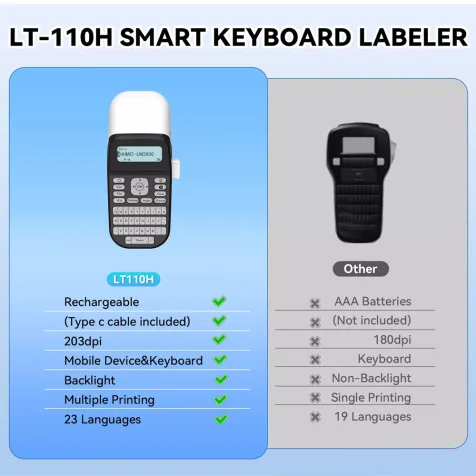 LT-110H SMART KEYBOARD LABELER
LT110H
Rechargeable
(Type c cable included)
203dpi
Mobile Device&Keyboard
Backlight
Multiple Printing
23 Languages
Other
AAA Batteries
(Not included)
180dpi
Keyboard
Non-Backlight
Single Printing
19 Languages